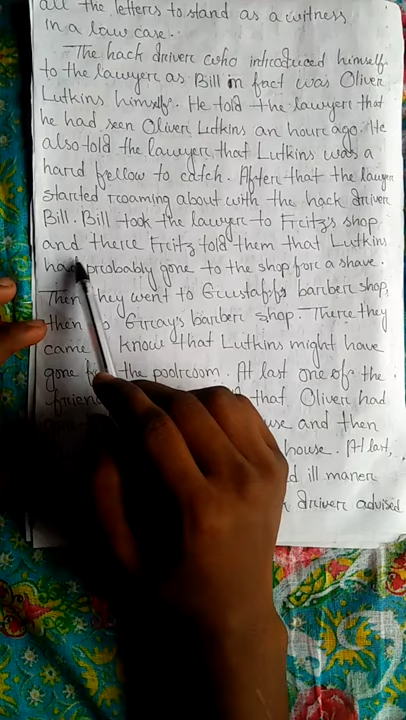 all the letters to stand as a witness
in a law case.
The hack driver who introduced himself
to the lawyer as Bill in fact was Oliver
Lutkins himself. He told the lawyer that
he had seen Oliver Lutkins an hour ago. He
also told the lawyer that Lutkins was a
hard fellow to catch. After that the lawyer
started roaming about with the hack driver
Bill. Bill took the lawyer to Fritz's shop
and there Fritz told them that Lutkins
had probably gone to the shop for a shave.
Then they went to Gustaff's barber shop,
then to Gray's barber shop There they
came know that Lutkins might have
gone the poolroom. At last one of the
that Oliver had
and then
house. At last,
ill maner
driver advised